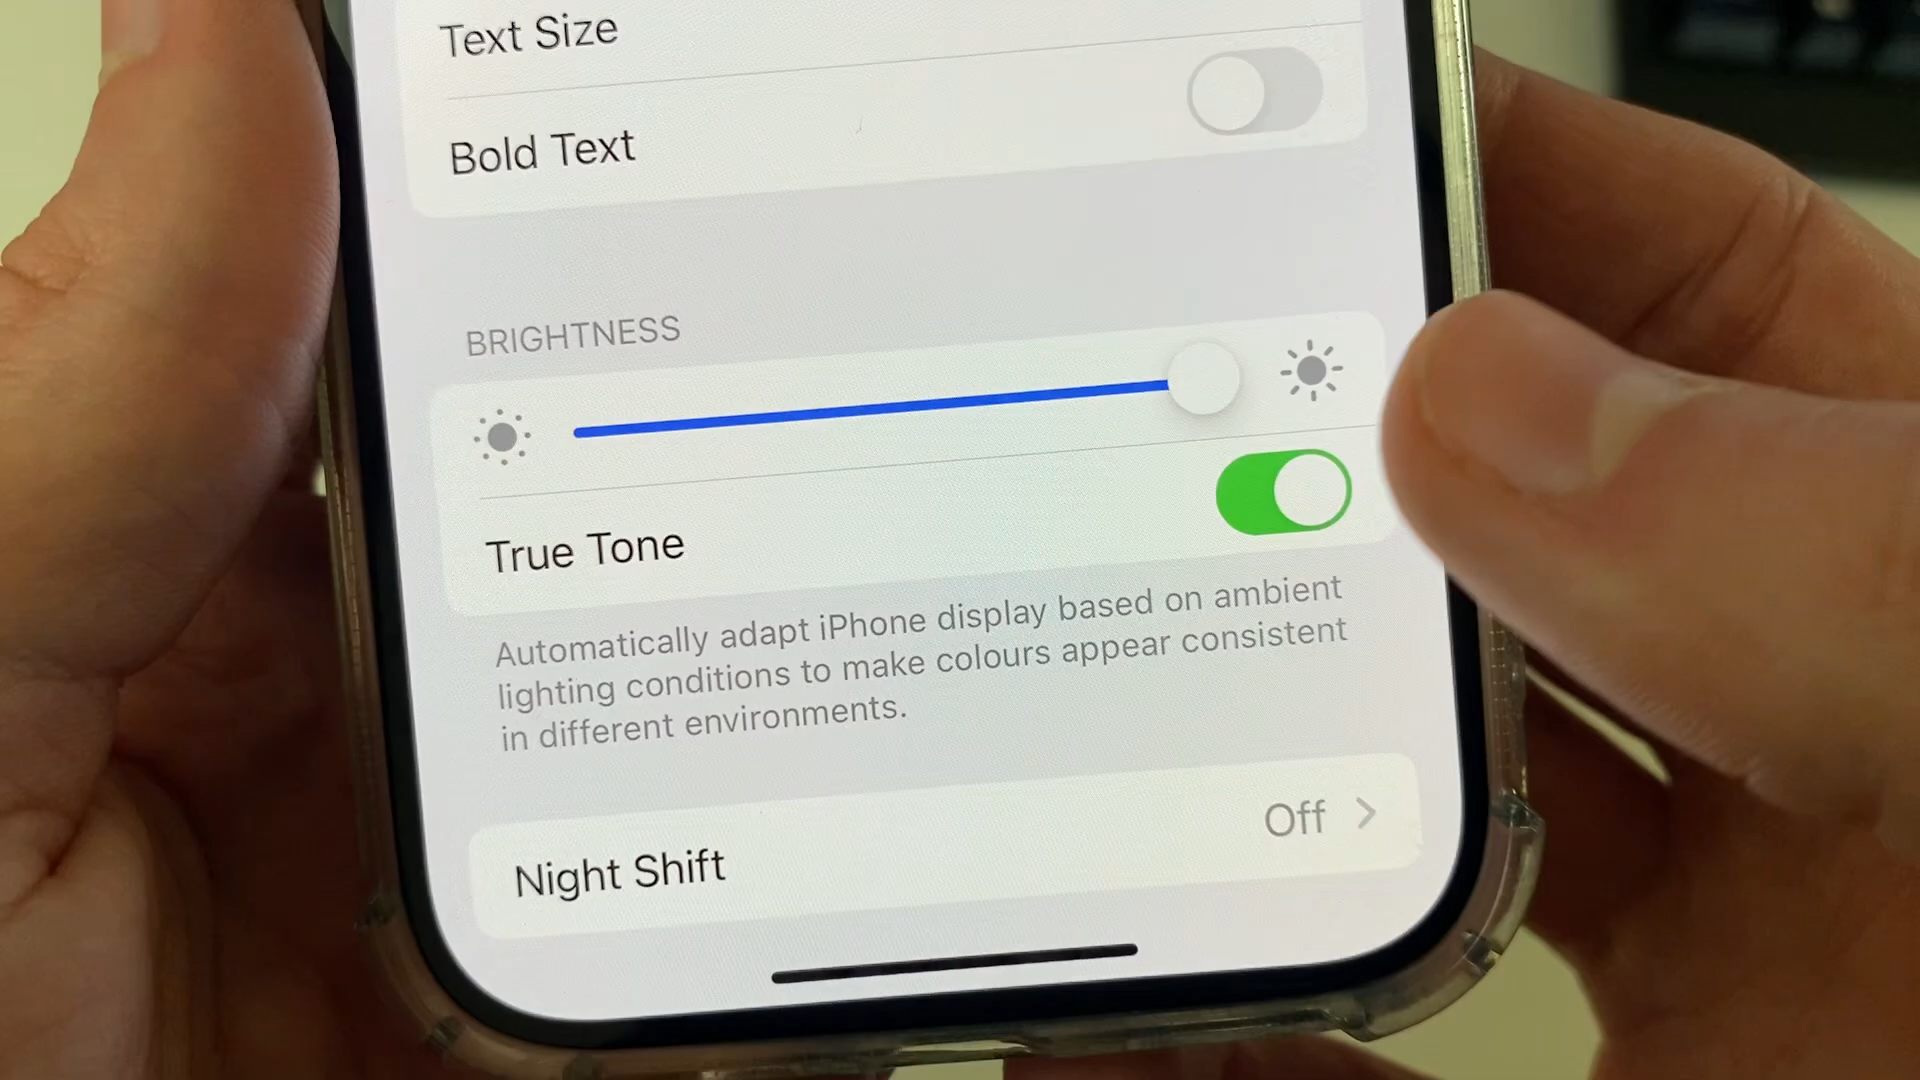 Text Size
Bold Text
BRIGHTNESS
True Tone
Automatically adapt iPhone display based on ambient
lighting conditions to make colours appear consistent
in different environments.
Night Shift
Off